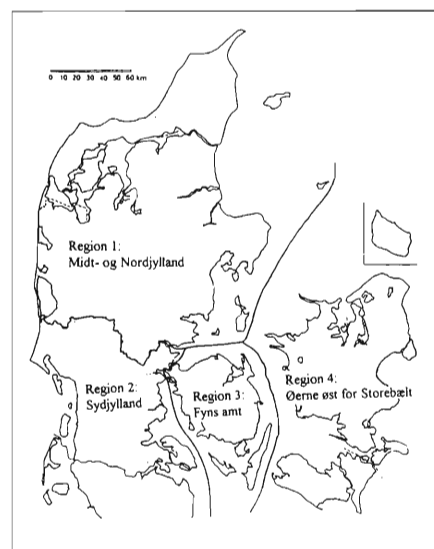 0 10 20 30 40 50 60 km
Region 1:
Midt- og Nordjylland
Region 2:
Sydjylland
Region 3:
Fyns amt
Region 4:
Øerne øst for Storebælt